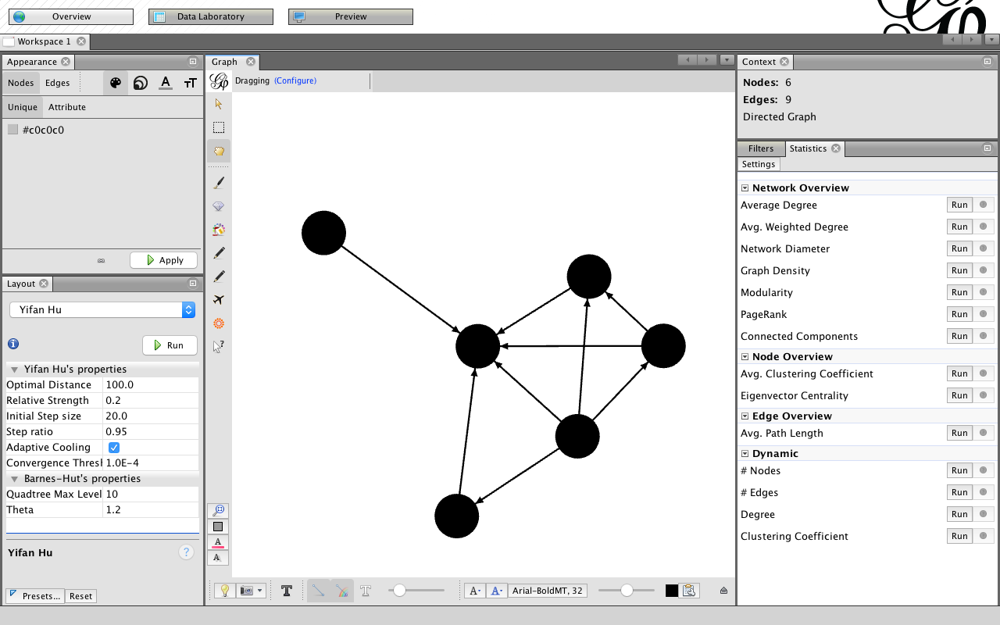 Overview
Data Laboratory
Preview
Workspace 1
Appearance
Nodes
Edges
Unique
Attribute
#c0c0c0
Apply
Layout
Yifan Hu
Run
Yifan Hu's properties
Optimal Distance 100.0
Relative Strength 0.2
Initial Step size 20.0
Step ratio 0.95
Adaptive Cooling
Convergence Thresh 1.0E-4
Barnes-Hut's properties
Quadtree Max Level 10
Theta 1.2
Yifan Hu
?
Presets...
Reset
Graph
Dragging (Configure)
Arial-BoldMT, 32
Context
Nodes: 6
Edges: 9
Directed Graph
Filters
Statistics
Settings
Network Overview
Average Degree Run
Avg. Weighted Degree Run
Network Diameter Run
Graph Density Run
Modularity Run
PageRank Run
Connected Components Run
Node Overview
Avg. Clustering Coefficient Run
Eigenvector Centrality Run
Edge Overview
Avg. Path Length Run
Dynamic
# Nodes Run
# Edges Run
Degree Run
Clustering Coefficient Run